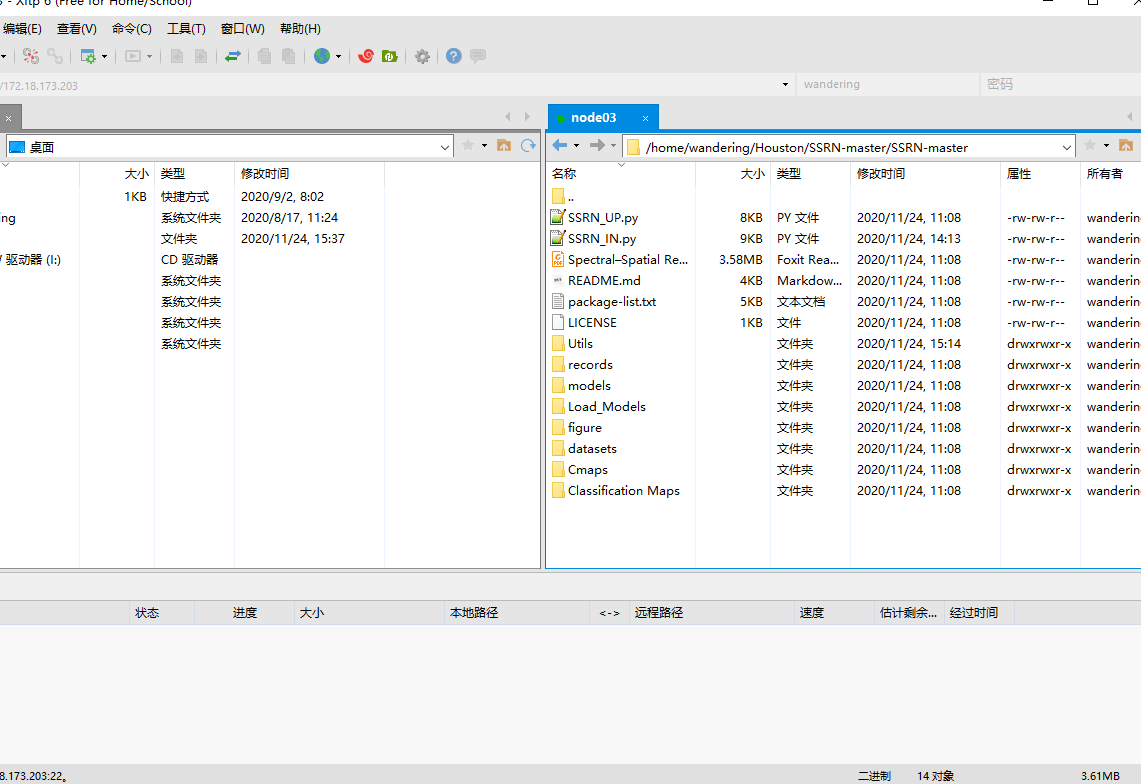 - Xftp 6 (Free for Home/School)
编辑(E) 查看(V) 命令(C) 工具(T) 窗口(W) 帮助(H)
/172.18.173.203 wandering 密码
node03
桌面 /home/wandering/Houston/SSRN-master/SSRN-master
大小 类型 修改时间 名称 大小 类型 修改时间 属性 所有者
1KB 快捷方式 2020/9/2, 8:02 ..
ng 系统文件夹 2020/8/17, 11:24 SSRN_UP.py 8KB PY 文件 2020/11/24, 11:08 -rw-rw-r-- wanderin
文件夹 2020/11/24, 15:37 SSRN_IN.py 9KB PY 文件 2020/11/24, 14:13 -rw-rw-r-- wanderin
驱动器 (I:) CD 驱动器 Spectral–Spatial Re... 3.58MB Foxit Rea... 2020/11/24, 11:08 -rw-rw-r-- wanderin
系统文件夹 README.md 4KB Markdow... 2020/11/24, 11:08 -rw-rw-r-- wanderin
系统文件夹 package-list.txt 5KB 文本文档 2020/11/24, 11:08 -rw-rw-r-- wanderin
系统文件夹 LICENSE 1KB 文件 2020/11/24, 11:08 -rw-rw-r-- wanderin
系统文件夹 Utils 文件夹 2020/11/24, 15:14 drwxrwxr-x wanderin
records 文件夹 2020/11/24, 11:08 drwxrwxr-x wanderin
models 文件夹 2020/11/24, 11:08 drwxrwxr-x wanderin
Load_Models 文件夹 2020/11/24, 11:08 drwxrwxr-x wanderin
figure 文件夹 2020/11/24, 11:08 drwxrwxr-x wanderin
datasets 文件夹 2020/11/24, 11:08 drwxrwxr-x wanderin
Cmaps 文件夹 2020/11/24, 11:08 drwxrwxr-x wanderin
Classification Maps 文件夹 2020/11/24, 11:08 drwxrwxr-x wanderin
状态 进度 大小 本地路径 <-> 远程路径 速度 估计剩余... 经过时间
8.173.203:22。 二进制 14 对象 3.61MB